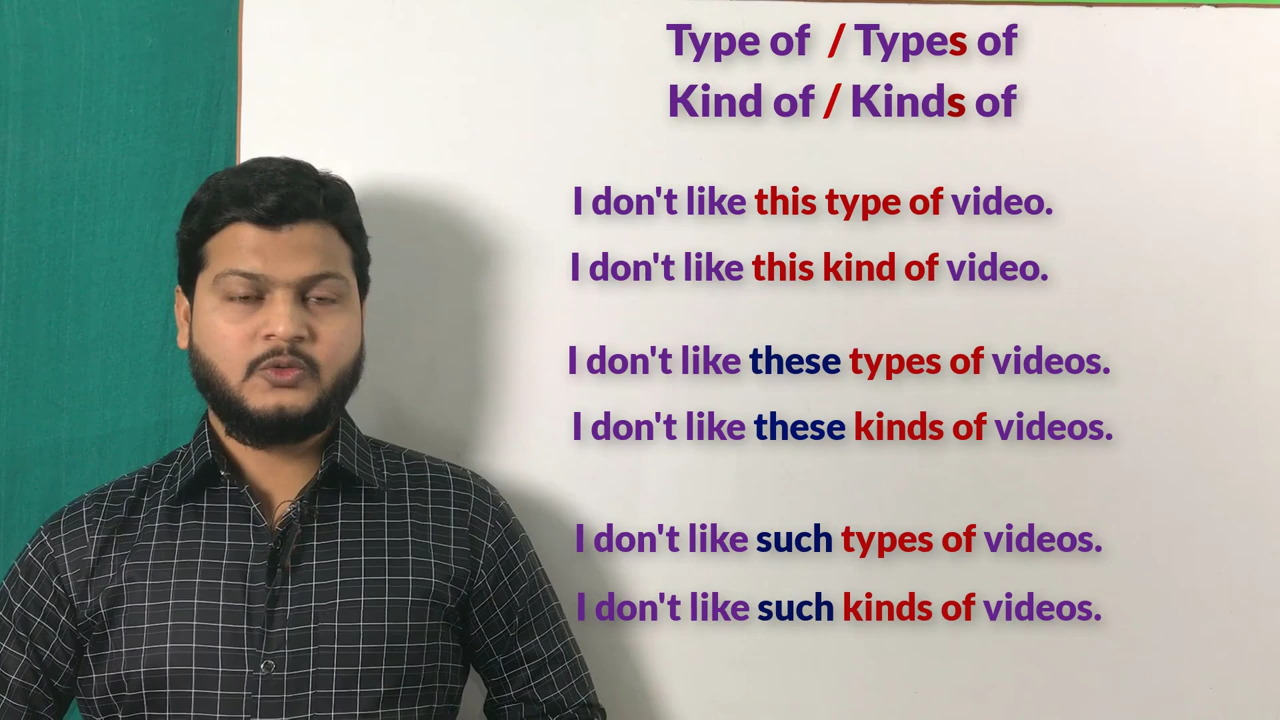 Type of / Types of
Kind of / Kinds of
I don't like this type of video.
I don't like this kind of video.
I don't like these types of videos.
I don't like these kinds of videos.
I don't like such types of videos.
I don't like such kinds of videos.